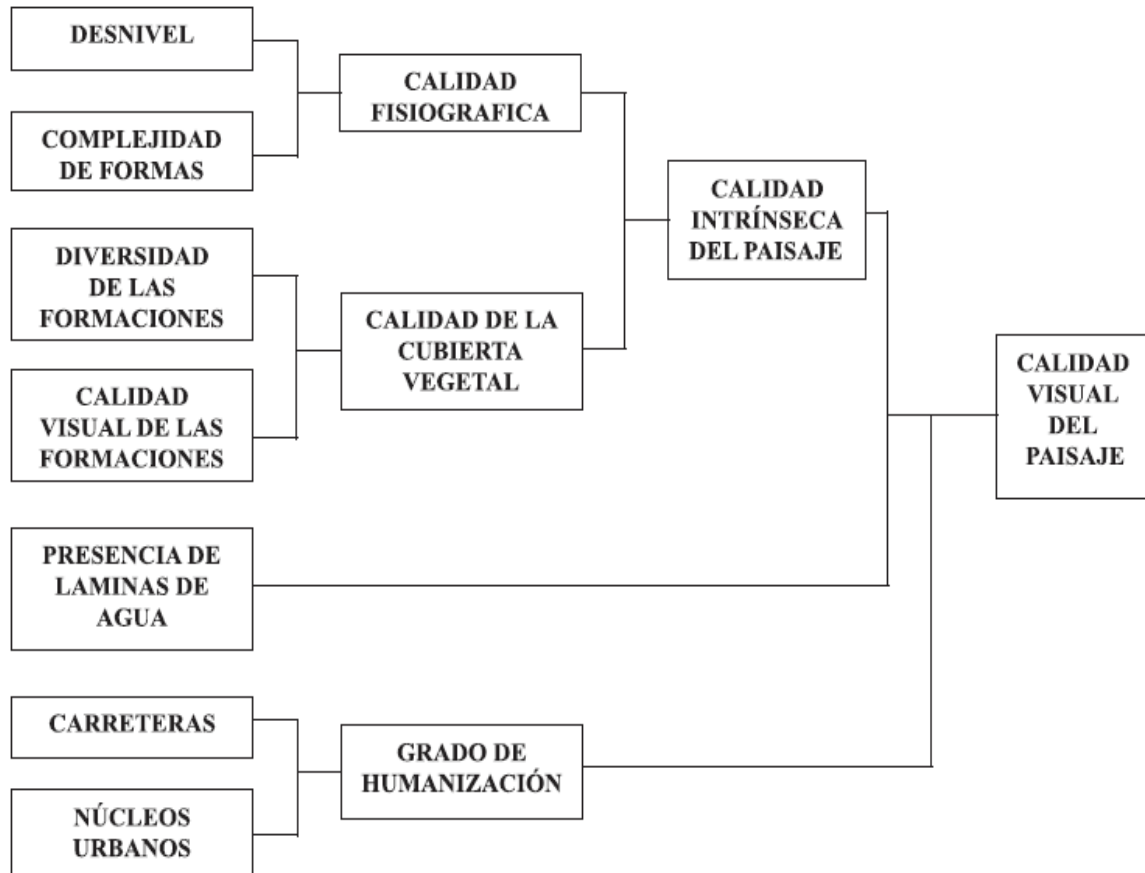 DESNIVEL
COMPLEJIDAD
DE FORMAS
DIVERSIDAD
DE LAS
FORMACIONES
CALIDAD
VISUAL DE LAS
FORMACIONES
PRESENCIA DE
LAMINAS DE
AGUA
CARRETERAS
NÚCLEOS
URBANOS
CALIDAD
FISIOGRAFICA
CALIDAD DE LA
CUBIERTA
VEGETAL
GRADO DE
HUMANIZACIÓN
CALIDAD
INTRÍNSECA
DEL PAISAJE
CALIDAD
VISUAL
DEL
PAISAJE